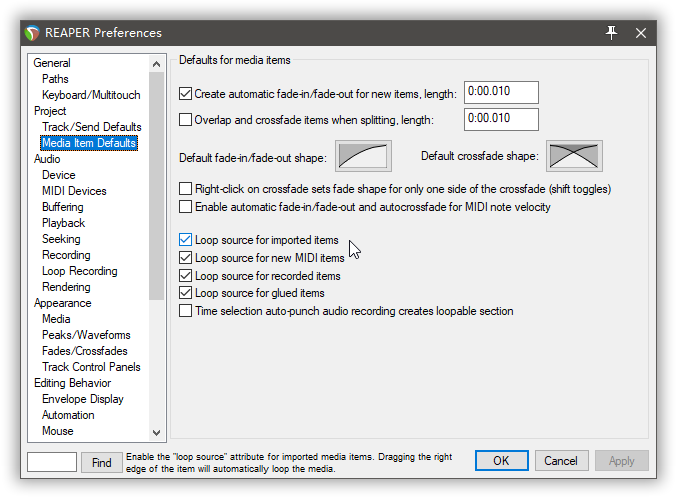 REAPER Preferences
General
Paths
Keyboard/Multitouch
Project
Track/Send Defaults
Media Item Defaults
Audio
Device
MIDI Devices
Buffering
Playback
Seeking
Recording
Loop Recording
Rendering
Appearance
Media
Peaks/Waveforms
Fades/Crossfades
Track Control Panels
Editing Behavior
Envelope Display
Automation
Mouse
Defaults for media items
Create automatic fade-in/fade-out for new items, length: 0:00.010
Overlap and crossfade items when splitting, length: 0:00.010
Default fade-in/fade-out shape: Default crossfade shape:
Right-click on crossfade sets fade shape for only one side of the crossfade (shift toggles)
Enable automatic fade-in/fade-out and autocrossfade for MIDI note velocity
Loop source for imported items
Loop source for new MIDI items
Loop source for recorded items
Loop source for glued items
Time selection auto-punch audio recording creates loopable section
Find
Enable the "loop source" attribute for imported media items. Dragging the right
edge of the item will automatically loop the media.
OK Cancel Apply